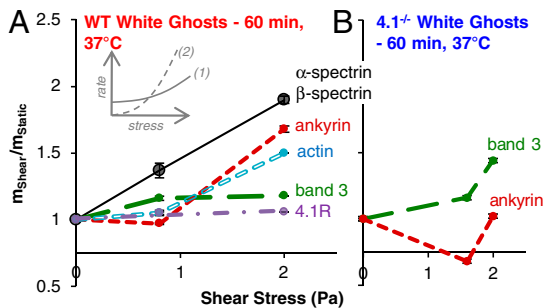 A
WT White Ghosts - 60 min,
37°C
B
4.1-/- White Ghosts
- 60 min, 37°C
mShear/mStatic
2.5
2
1.5
1
0.5
rate
stress
(2)
(1)
α-spectrin
β-spectrin
ankyrin
actin
band 3
4.1R
band 3
ankyrin
0
1
2
0
1
2
Shear Stress (Pa)